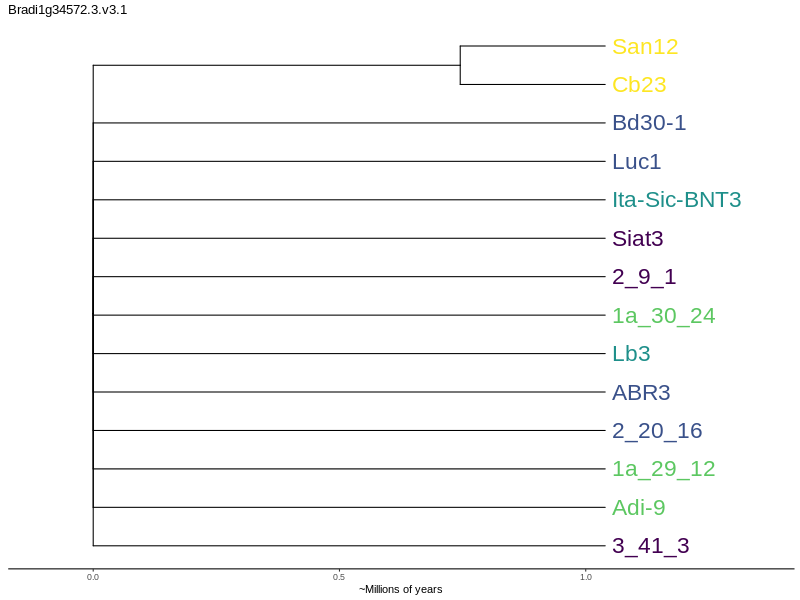 Bradi1g34572.3.v3.1
San12
Cb23
Bd30-1
Luc1
Ita-Sic-BNT3
Siat3
2_9_1
1a_30_24
Lb3
ABR3
2_20_16
1a_29_12
Adi-9
3_41_3
0.0 0.5 1.0
~Millions of years